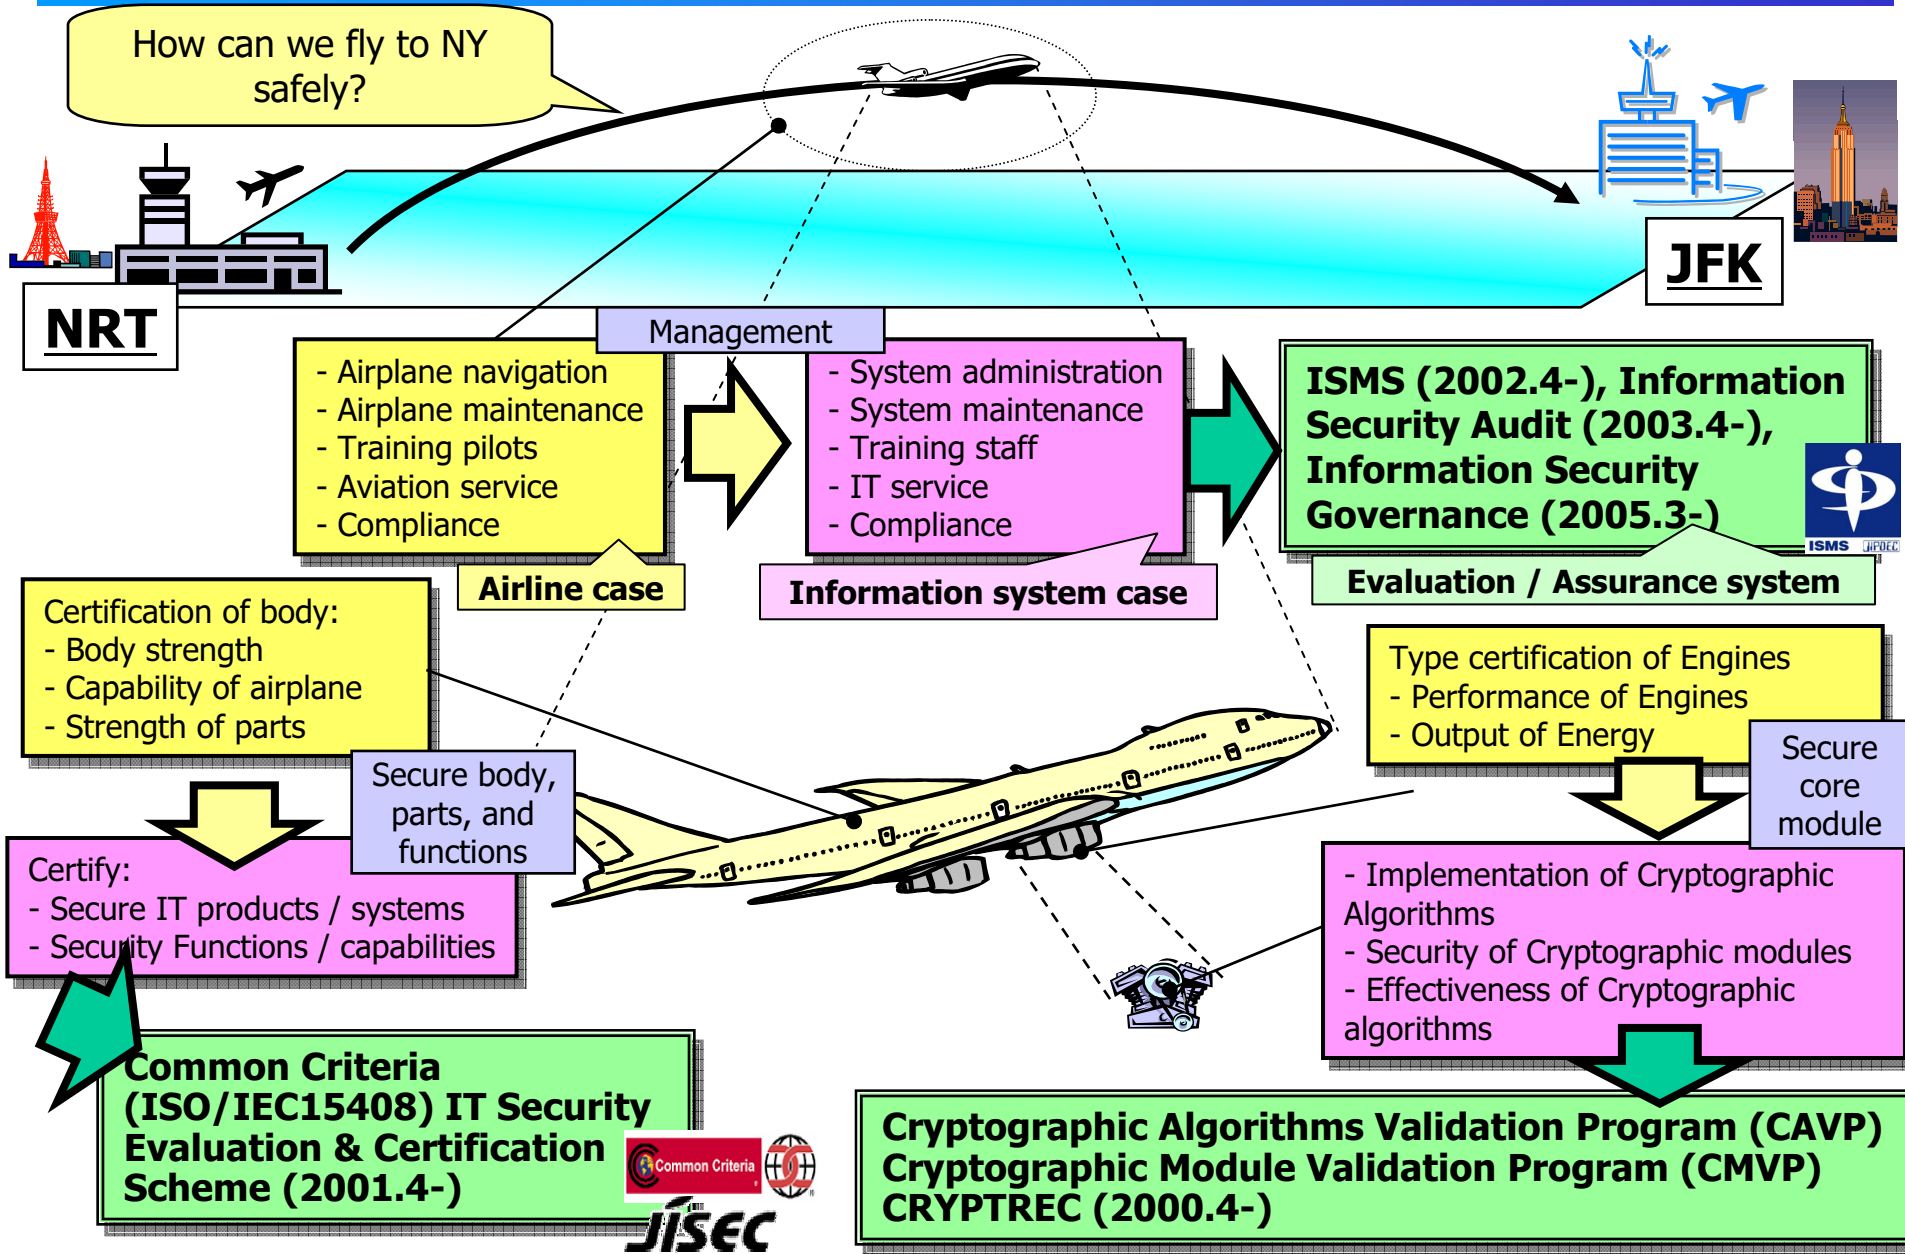 How can we fly to NY
safely?
NRT
JFK
Management
- Airplane navigation
- Airplane maintenance
- Training pilots
- Aviation service
- Compliance
Airline case
- System administration
- System maintenance
- Training staff
- IT service
- Compliance
Information system case
ISMS (2002.4-), Information
Security Audit (2003.4-),
Information Security
Governance (2005.3-)
ISMS JIPDEC
Evaluation / Assurance system
Certification of body:
- Body strength
- Capability of airplane
- Strength of parts
Secure body,
parts, and
functions
Certify:
- Secure IT products / systems
- Security Functions / capabilities
Common Criteria
(ISO/IEC15408) IT Security
Evaluation & Certification
Scheme (2001.4-)
Common Criteria
JISEC
Type certification of Engines
- Performance of Engines
- Output of Energy
Secure
core
module
- Implementation of Cryptographic
Algorithms
- Security of Cryptographic modules
- Effectiveness of Cryptographic
algorithms
Cryptographic Algorithms Validation Program (CAVP)
Cryptographic Module Validation Program (CMVP)
CRYPTREC (2000.4-)